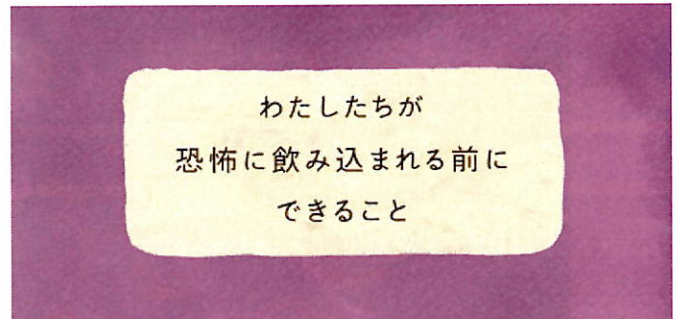 わたしたちが
恐怖に飲み込まれる前に
できること